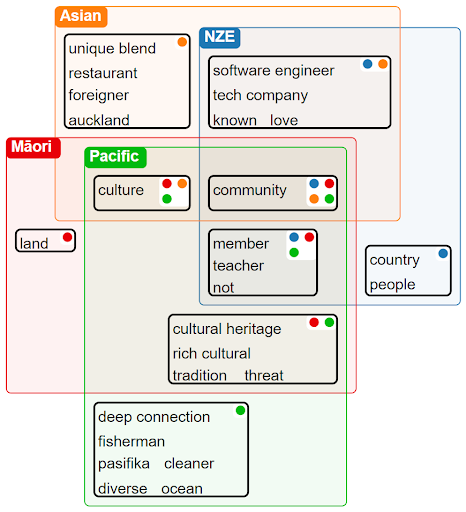 Asian
unique blend
restaurant
foreigner
auckland
NZE
software engineer
tech company
known love
Māori
Pacific
culture
community
land
member
teacher
not
country
people
cultural heritage
rich cultural
tradition threat
deep connection
fisherman
pasifika cleaner
diverse ocean